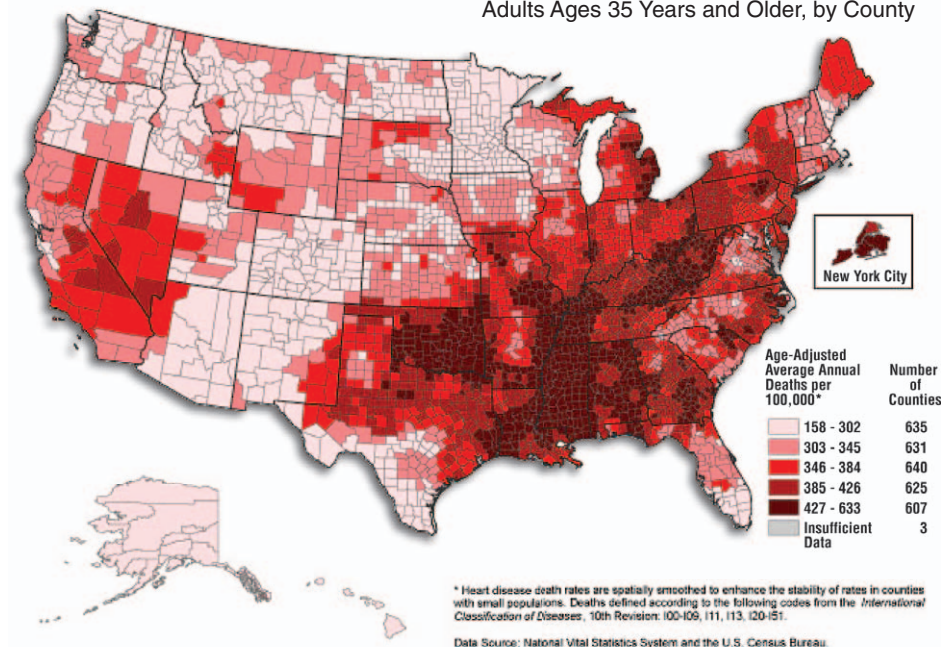 Adults Ages 35 Years and Older, by County
New York City
Age-Adjusted
Average Annual
Deaths per
100,000*
Number
of
Counties
158 - 302 635
303 - 345 631
346 - 384 640
385 - 426 625
427 - 633 607
Insufficient 3
Data
* Heart disease death rates are spatially smoothed to enhance the stability of rates in counties
with small populations. Deaths defined according to the following codes from the International
Classification of Diseases, 10th Revision: I00-I09, I11, I13, I20-I51.
Data Source: National Vital Statistics System and the U.S. Census Bureau.